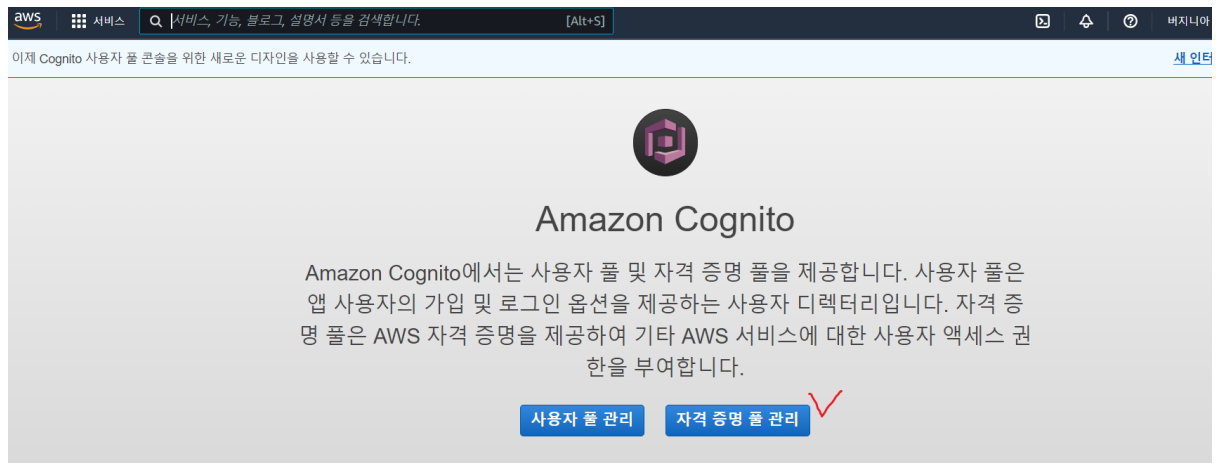 aws 서비스 서비스, 기능, 블로그, 설명서 등을 검색합니다. [Alt+S] 버지니아
이제 Cognito 사용자 풀 콘솔을 위한 새로운 디자인을 사용할 수 있습니다. 새 인터
Amazon Cognito
Amazon Cognito에서는 사용자 풀 및 자격 증명 풀을 제공합니다. 사용자 풀은
앱 사용자의 가입 및 로그인 옵션을 제공하는 사용자 디렉터리입니다. 자격 증
명 풀은 AWS 자격 증명을 제공하여 기타 AWS 서비스에 대한 사용자 액세스 권
한을 부여합니다.
사용자 풀 관리 자격 증명 풀 관리